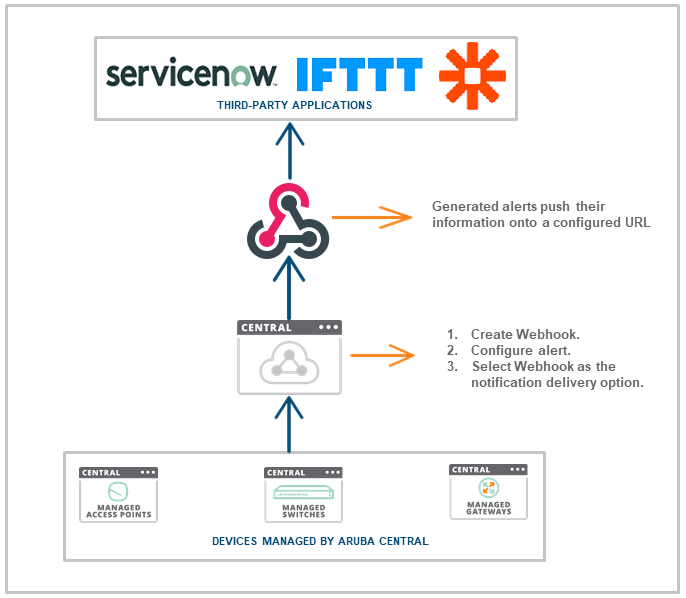 servicenow™
IFTTT
THIRD-PARTY APPLICATIONS
Generated alerts push their
information onto a configured URL
CENTRAL
1. Create Webhook.
2. Configure alert.
3. Select Webhook as the
notification delivery option.
CENTRAL
MANAGED
ACCESS POINTS
CENTRAL
MANAGED
SWITCHES
CENTRAL
MANAGED
GATEWAYS
DEVICES MANAGED BY ARUBA CENTRAL